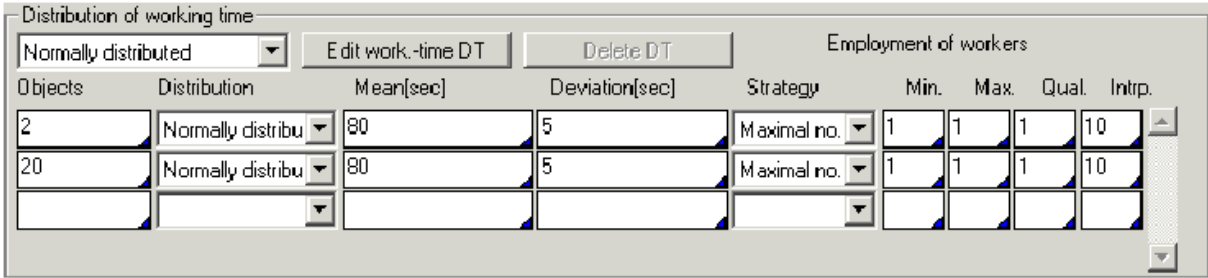 Distribution of working time
Normally distributed Edit work.-time DT Delete DT Employment of workers
Objects Distribution Mean[sec] Deviation[sec] Strategy Min. Max. Qual. Intrp.
2 Normally distribu 80 5 Maximal no. 1 1 1 10
20 Normally distribu 80 5 Maximal no. 1 1 1 10